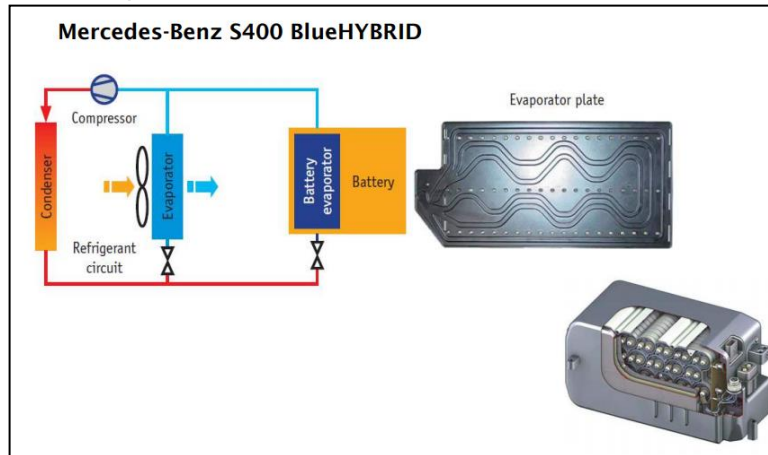 Mercedes-Benz S400 BlueHYBRID
Compressor
Evaporator plate
Condenser
Evaporator
Battery
evaporator
Battery
Refrigerant
circuit